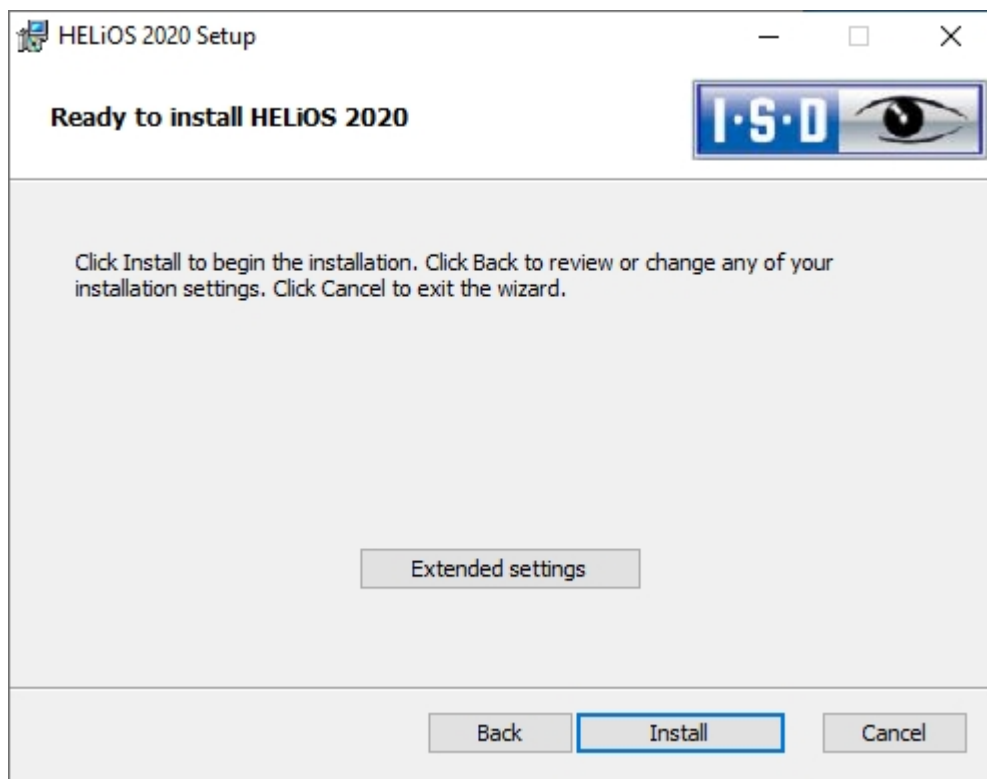 HELiOS 2020 Setup
Ready to install HELiOS 2020
I·S·D
Click Install to begin the installation. Click Back to review or change any of your
installation settings. Click Cancel to exit the wizard.
Extended settings
Back Install Cancel